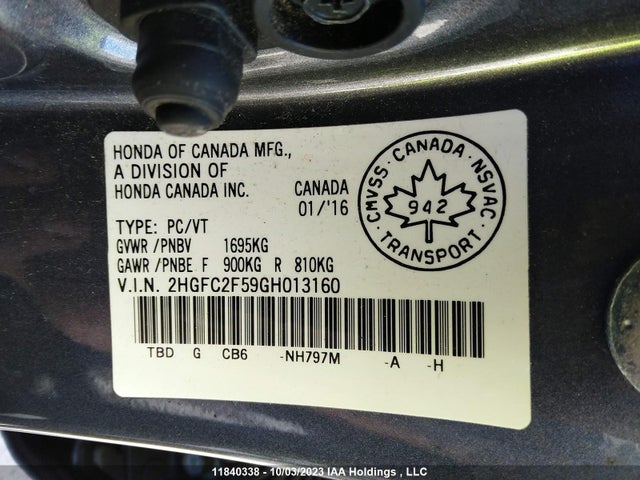 HONDA OF CANADA MFG.,
A DIVISION OF
HONDA CANADA INC.
CANADA
01/'16
TYPE: PC/VT
GVWR /PNBV 1695KG
GAWR /PNBE F 900KG R 810KG
V.I.N. 2HGFC2F59GH013160
TBD G CB6 -NH797M -A -H
CMVSS · CANADA · NSVAC ·
942
TRANSPORT
11840338 - 10/03/2023 IAA Holdings , LLC